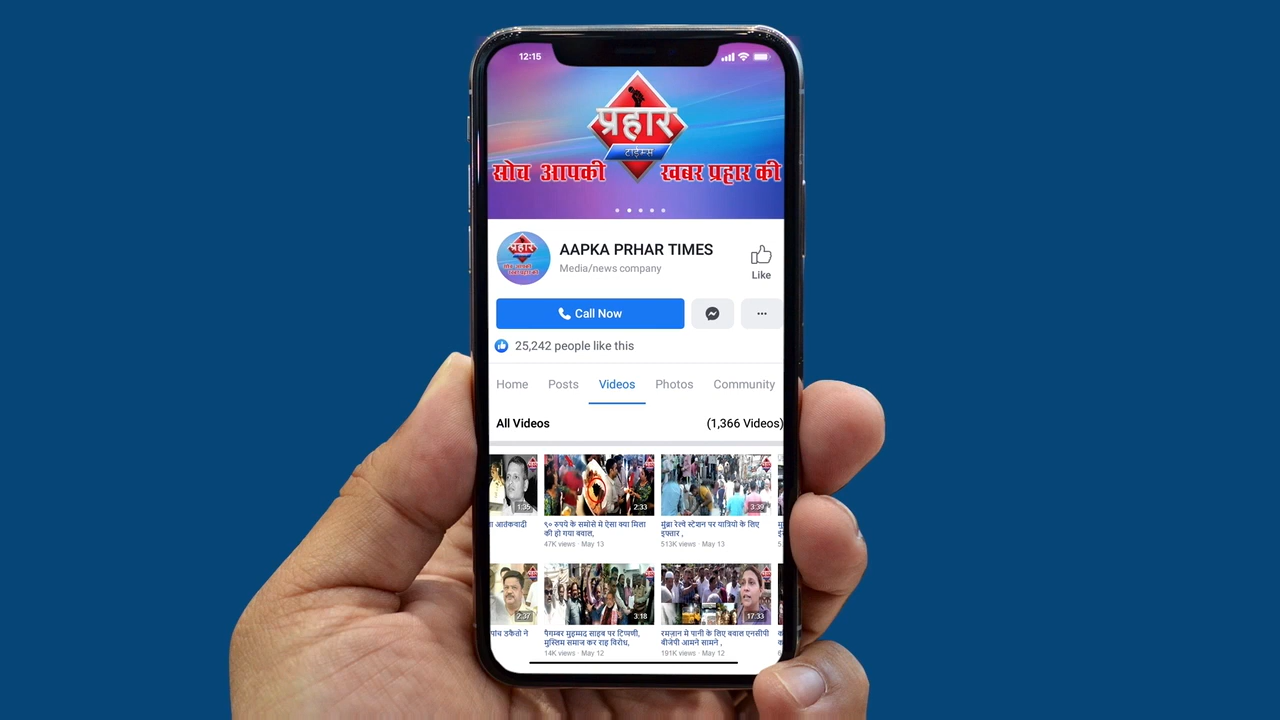 12:15
प्रहार
टाईम्स
सोच आपकी खबर प्रहार की
प्रहार
AAPKA PRHAR TIMES
Media/news company
Like
Call Now
25,242 people like this
Home Posts Videos Photos Community
All Videos (1,366 Videos)
1:35 2:33 3:39
आतंकवादी
९० रुपये के समोसे मे ऐसा क्या मिला
की हो गया बवाल,
47K views · May 13
मुंब्रा रेल्वे स्टेशन पर यात्रियो के लिए
इफ्तार ,
513K views · May 13
2:37 3:18 17:33
पांच डकैतो ने
पैगम्बर मुहम्मद साहब पर टिप्पणी,
मुस्लिम समाज कर राह विरोध,
14K views · May 12
रमज़ान मे पानी के लिए बवाल एनसीपी
बीजेपी आमने सामने ,
191K views · May 12